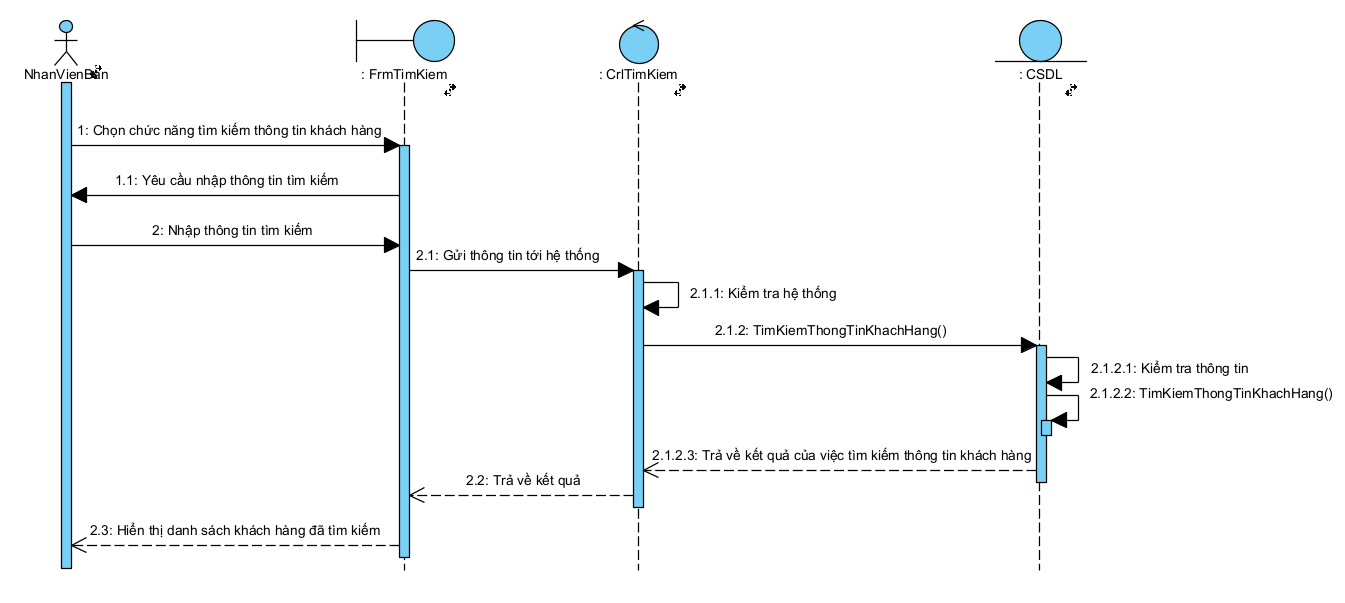 NhanVienBán
: FrmTimKiem
: CrlTimKiem
: CSDL
1: Chọn chức năng tìm kiếm thông tin khách hàng
1.1: Yêu cầu nhập thông tin tìm kiếm
2: Nhập thông tin tìm kiếm
2.1: Gửi thông tin tới hệ thống
2.1.1: Kiểm tra hệ thống
2.1.2: TimKiemThongTinKhachHang()
2.1.2.1: Kiểm tra thông tin
2.1.2.2: TimKiemThongTinKhachHang()
2.1.2.3: Trả về kết quả của việc tìm kiếm thông tin khách hàng
2.2: Trả về kết quả
2.3: Hiển thị danh sách khách hàng đã tìm kiếm